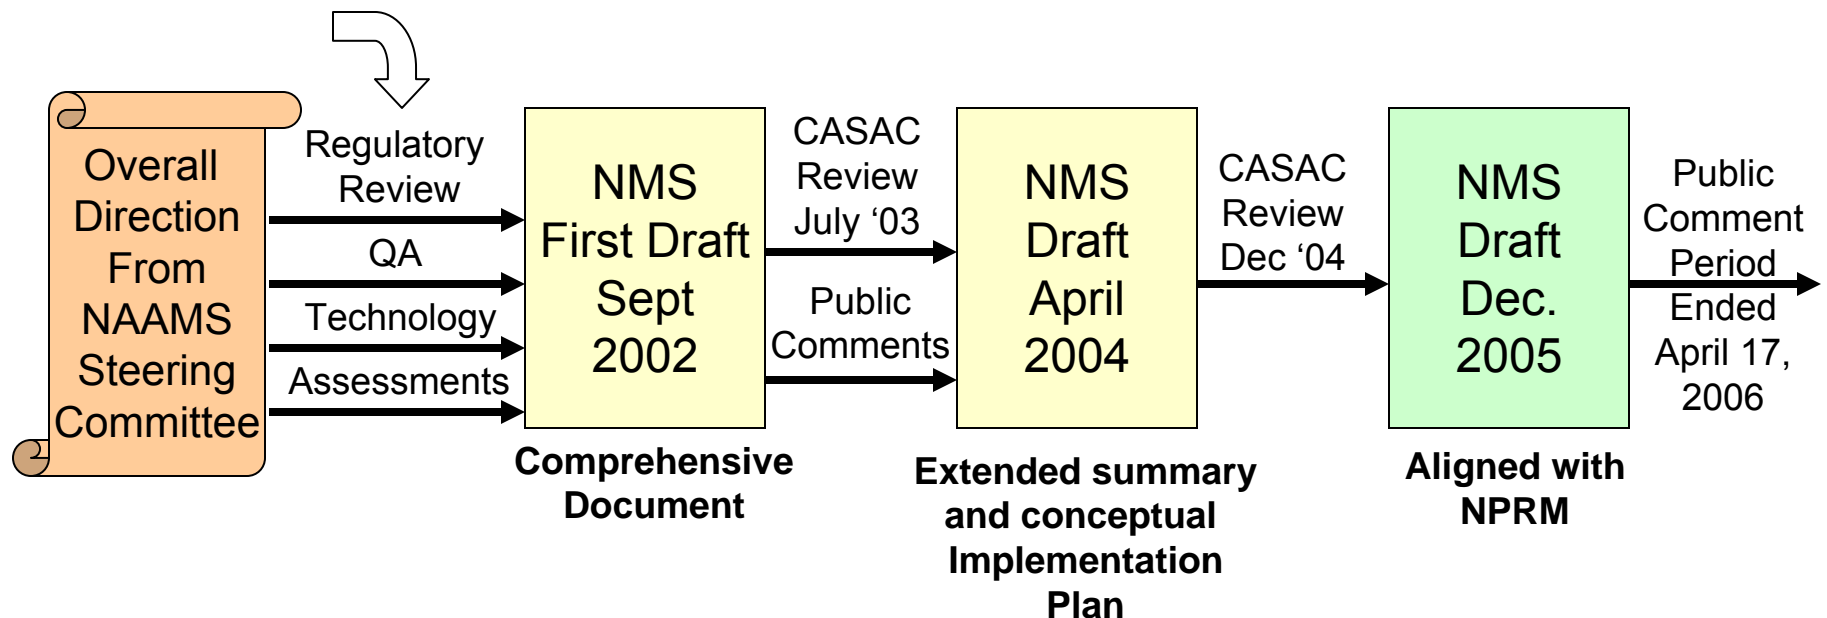 Overall
Direction
From
NAAMS
Steering
Committee
Regulatory
Review
QA
Technology
Assessments
NMS
First Draft
Sept
2002
Comprehensive
Document
CASAC
Review
July ‘03
Public
Comments
NMS
Draft
April
2004
Extended summary
and conceptual
Implementation
Plan
CASAC
Review
Dec ‘04
NMS
Draft
Dec.
2005
Aligned with
NPRM
Public
Comment
Period
Ended
April 17,
2006